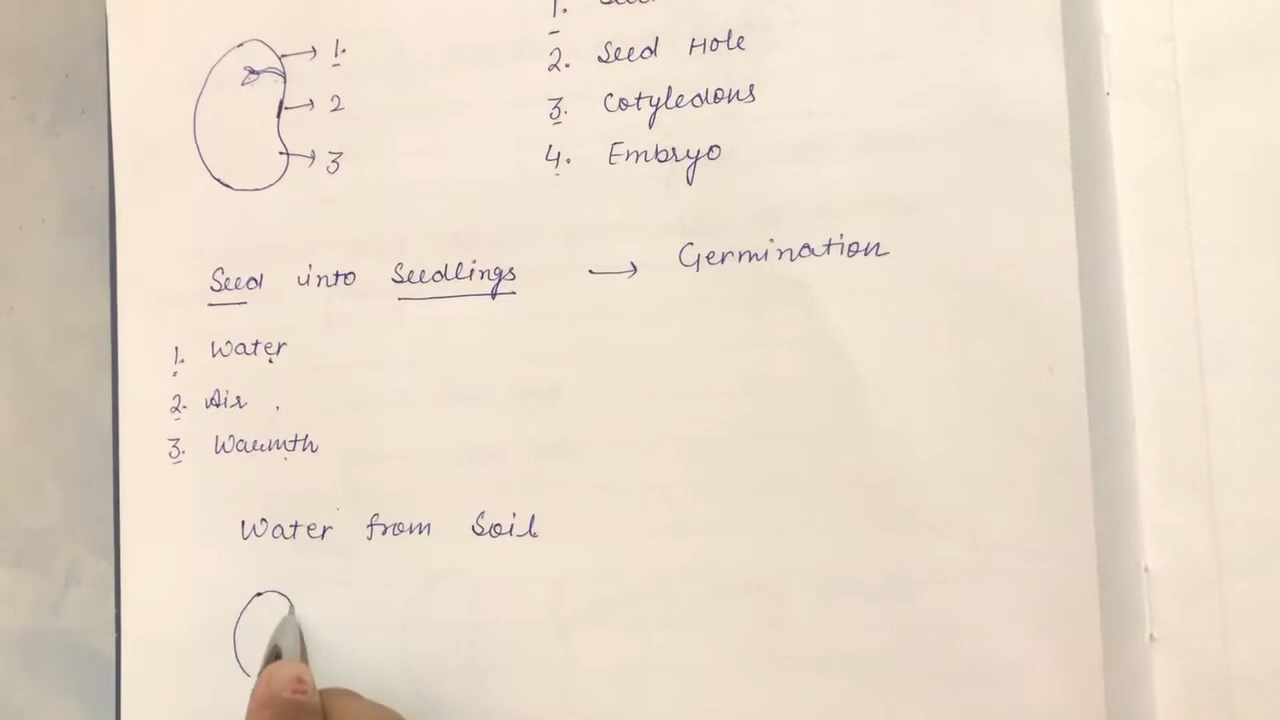 1.
→ 1.
2. Seed Hole
→ 2
3. Cotyledons
→ 3
4. Embryo
Seed into Seedlings → Germination
1. Water
2. Air .
3. Warmth
Water from Soil